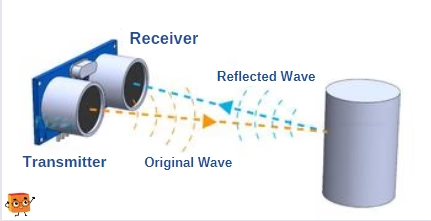 Receiver
Reflected Wave
Transmitter
Original Wave